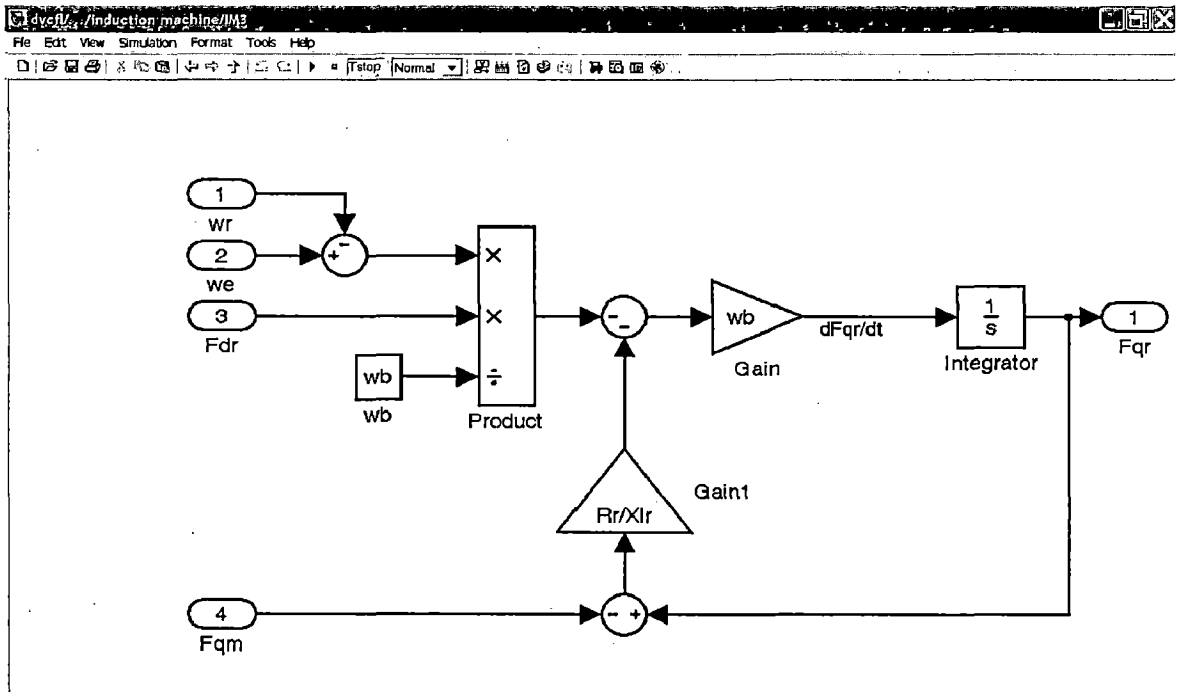 dvcfl/.../induction machine/IM3
File Edit View Simulation Format Tools Help
Tstop Normal
1
wr
-
+
2
we
3
Fdr
wb
wb
×
×
÷
Product
-
-
wb
Gain
dFqr/dt
1
s
Integrator
1
Fqr
Rr/Xlr
Gain1
4
Fqm
- +